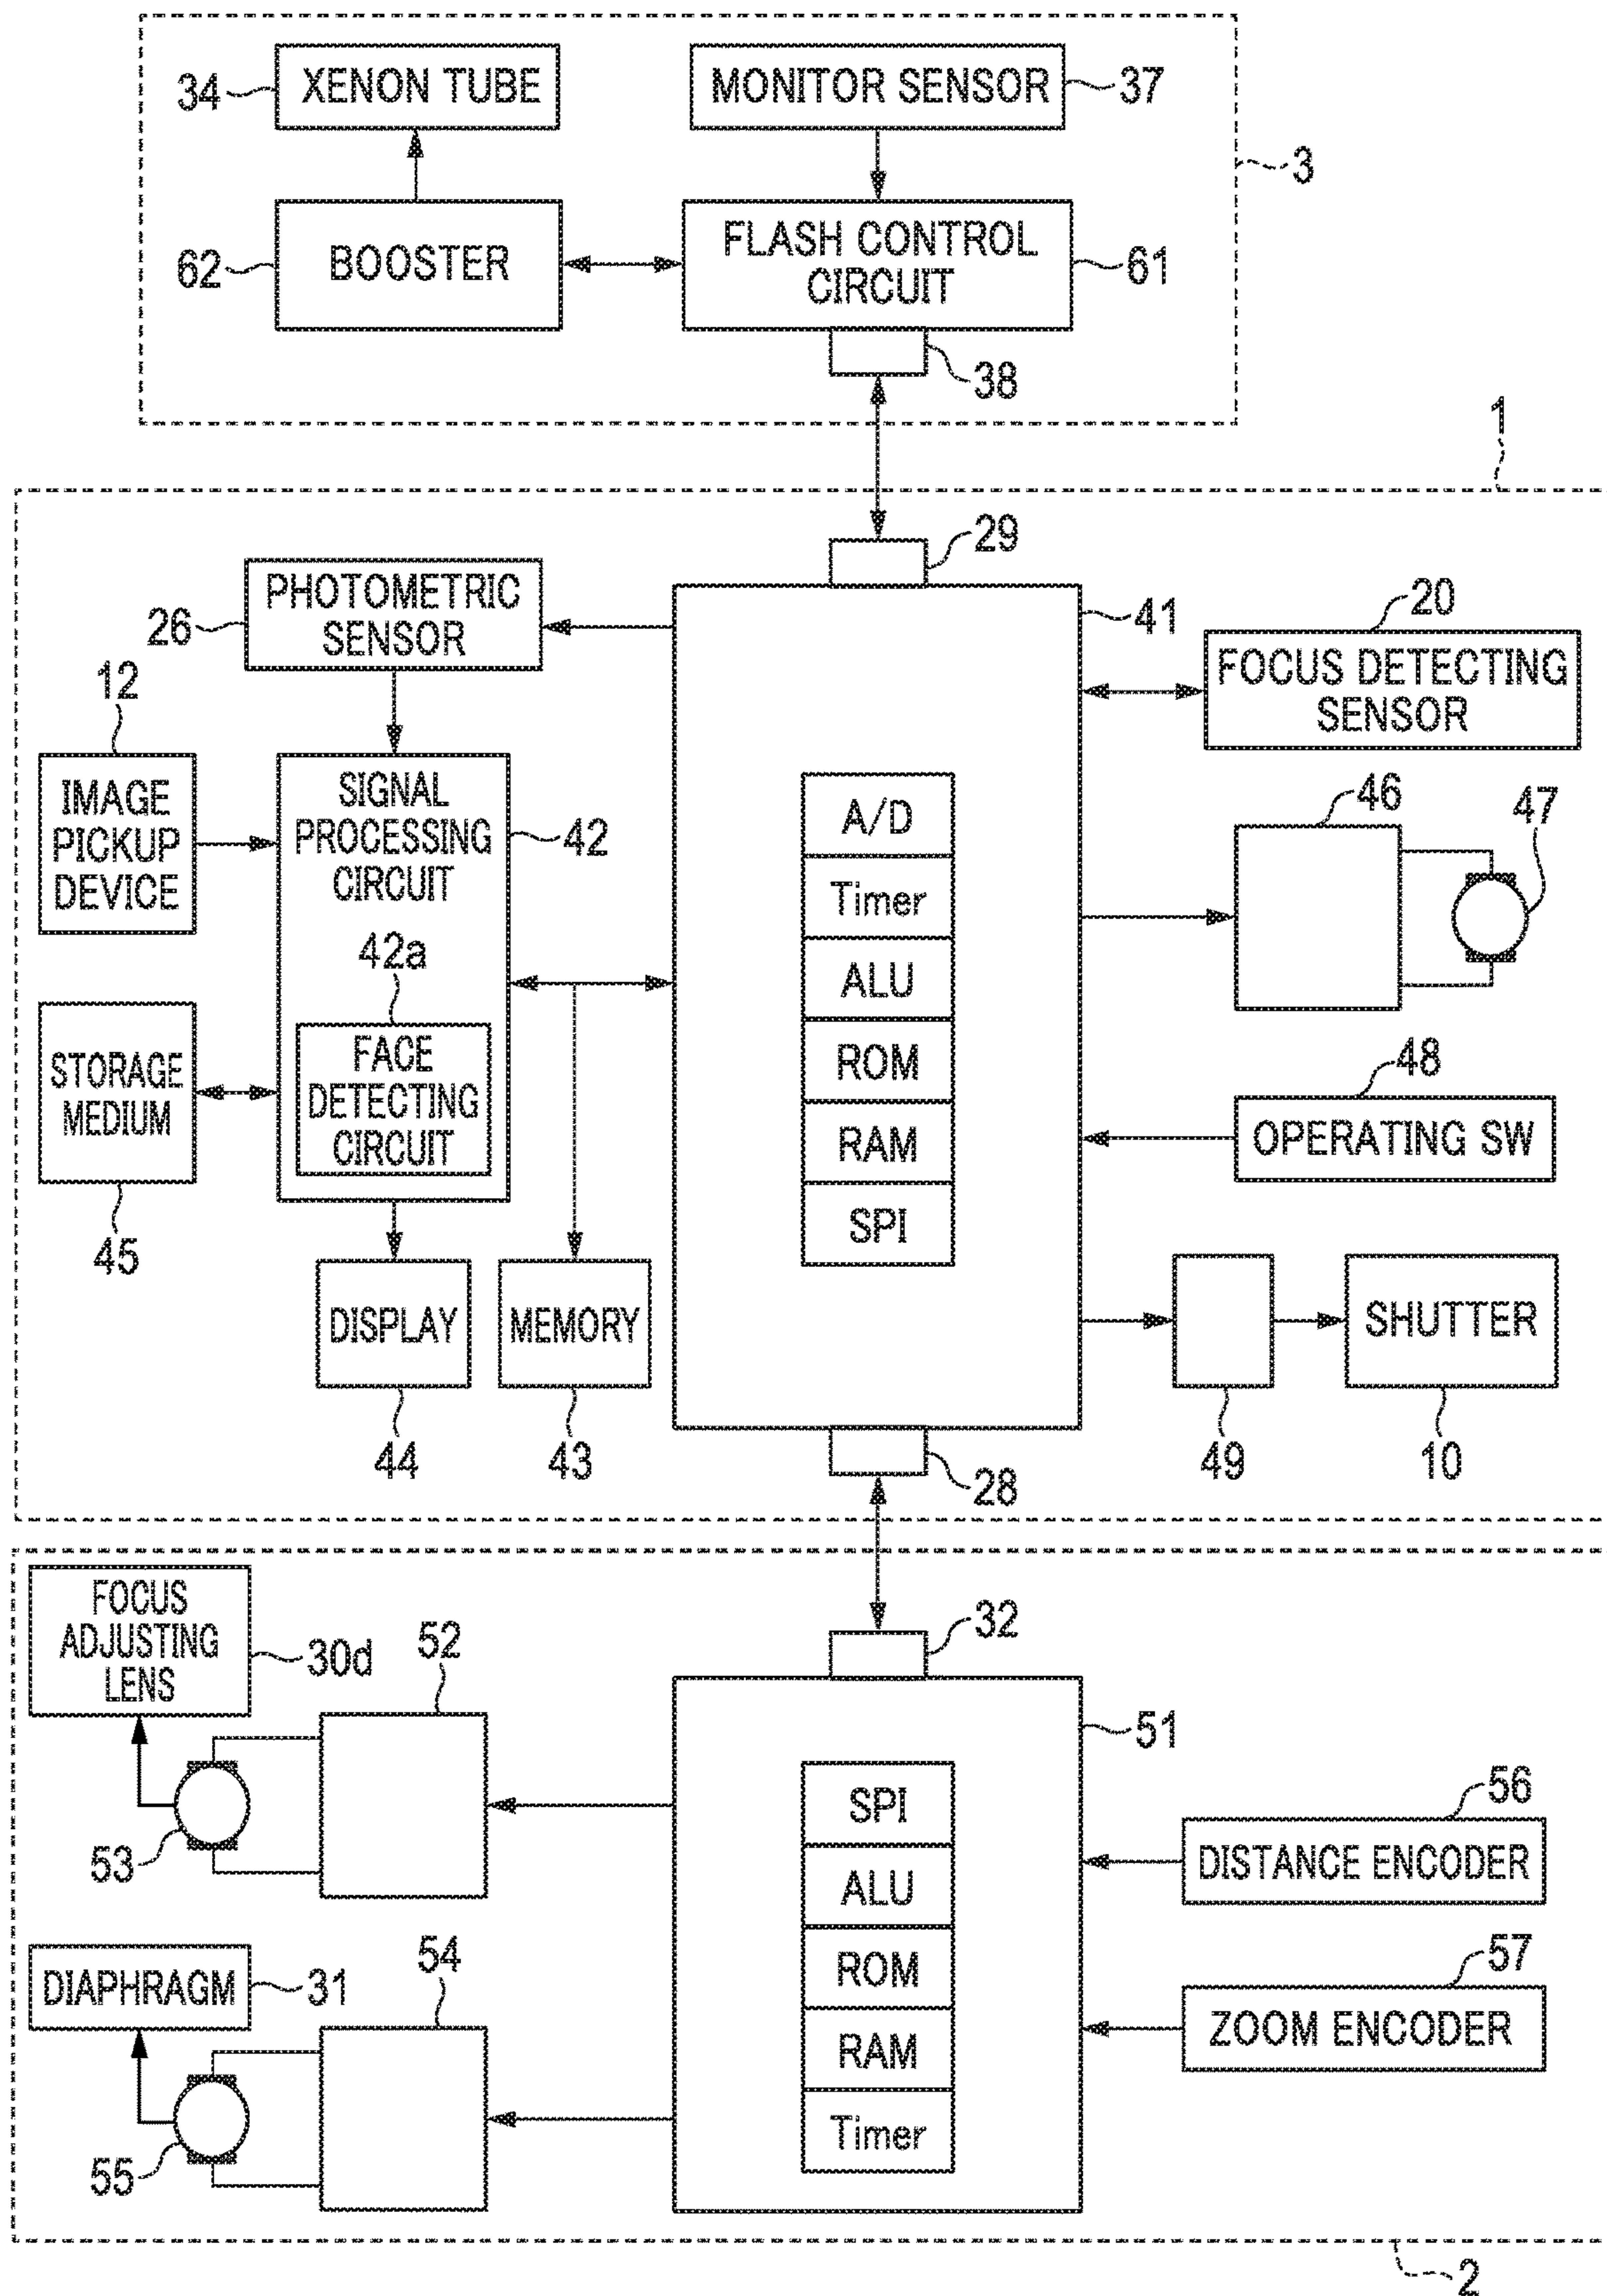 34
XENON TUBE
MONITOR SENSOR
37
3
62
BOOSTER
FLASH CONTROL
CIRCUIT
61
38
1
29
26
PHOTOMETRIC
SENSOR
41
20
FOCUS DETECTING
SENSOR
12
IMAGE
PICKUP
DEVICE
SIGNAL
PROCESSING
CIRCUIT
42
42a
FACE
DETECTING
CIRCUIT
A/D
Timer
ALU
ROM
RAM
SPI
46
47
STORAGE
MEDIUM
45
48
OPERATING SW
DISPLAY
MEMORY
SHUTTER
44
43
28
49
10
FOCUS
ADJUSTING
LENS
30d
52
32
51
53
SPI
ALU
ROM
RAM
Timer
56
DISTANCE ENCODER
DIAPHRAGM
31
54
57
ZOOM ENCODER
55
2